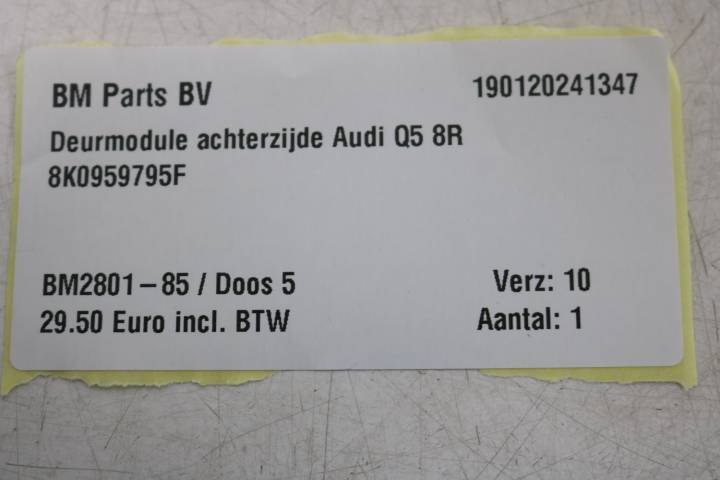 BM Parts BV 190120241347
Deurmodule achterzijde Audi Q5 8R
8K0959795F
BM2801-85 / Doos 5 Verz: 10
29.50 Euro incl. BTW Aantal: 1